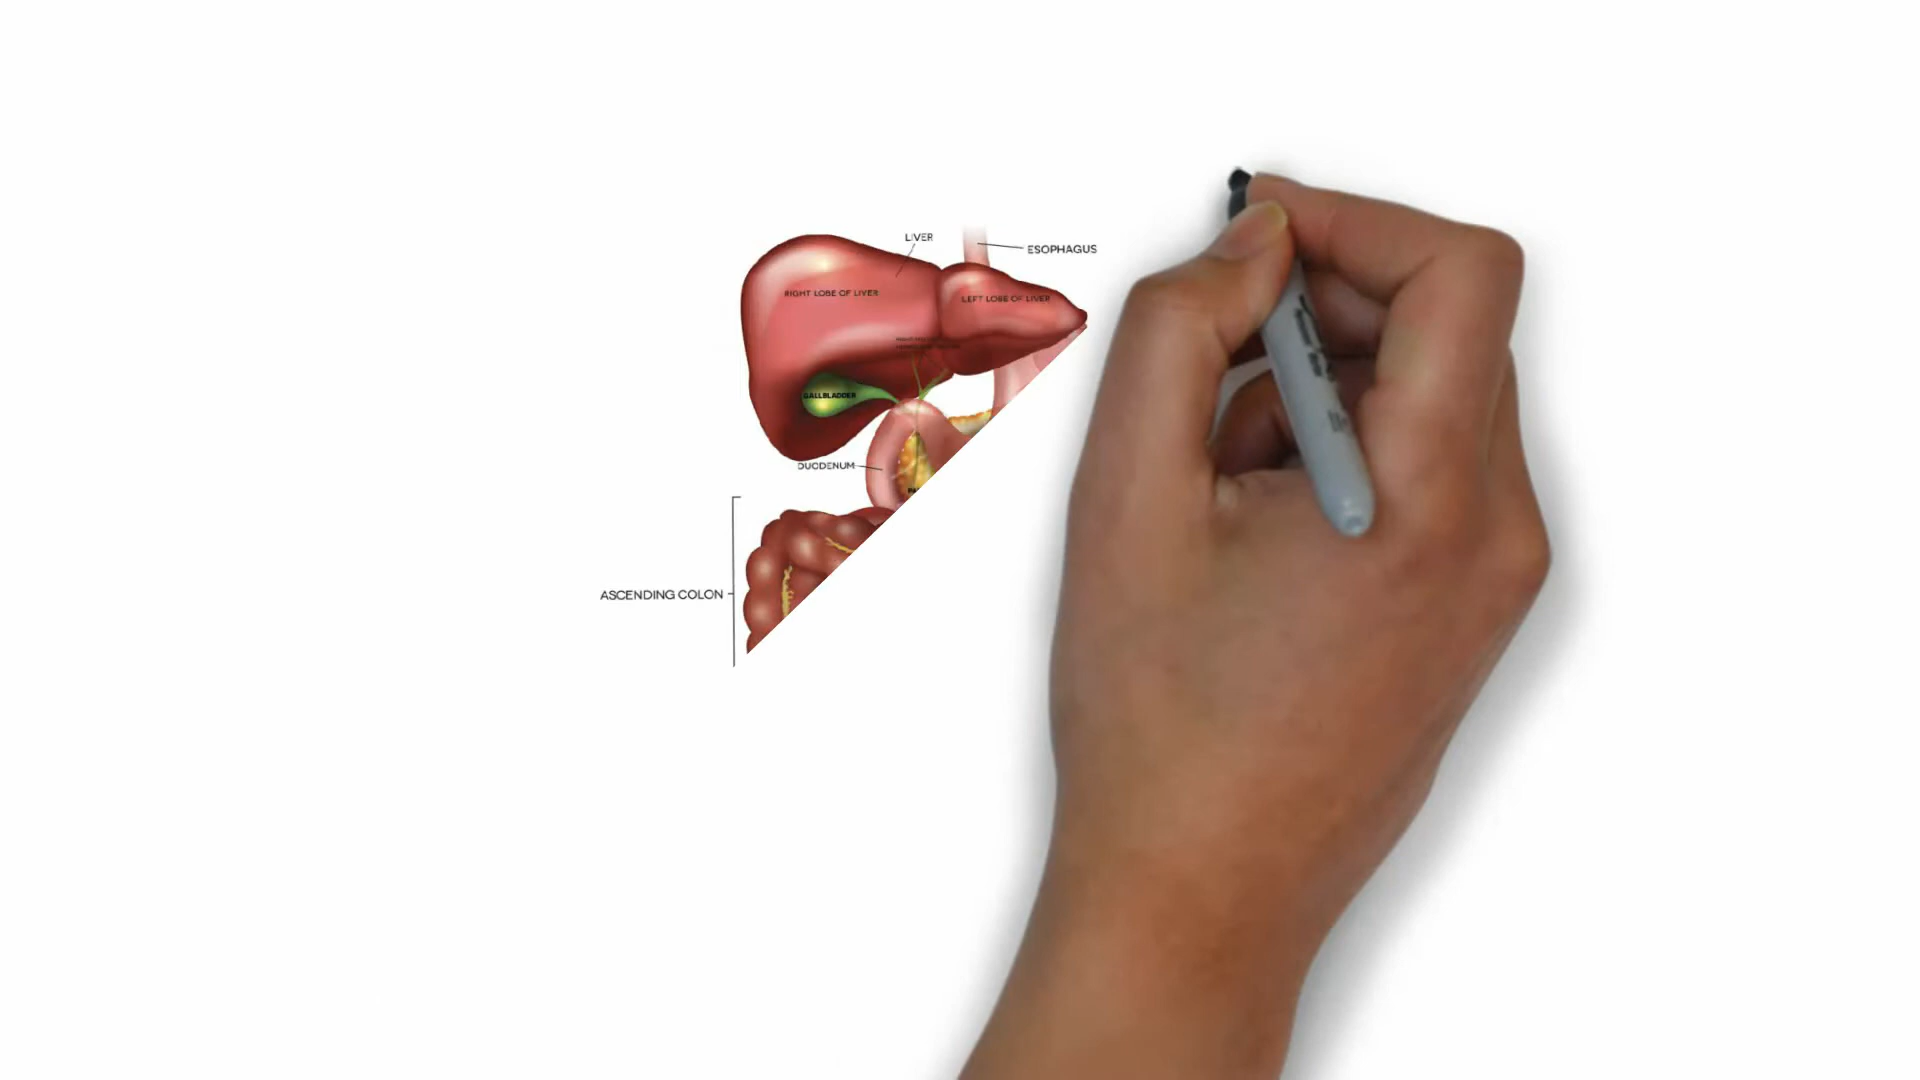 LIVER
ESOPHAGUS
RIGHT LOBE OF LIVER
LEFT LOBE OF LIVER
GALLBLADDER
DUODENUM
ASCENDING COLON